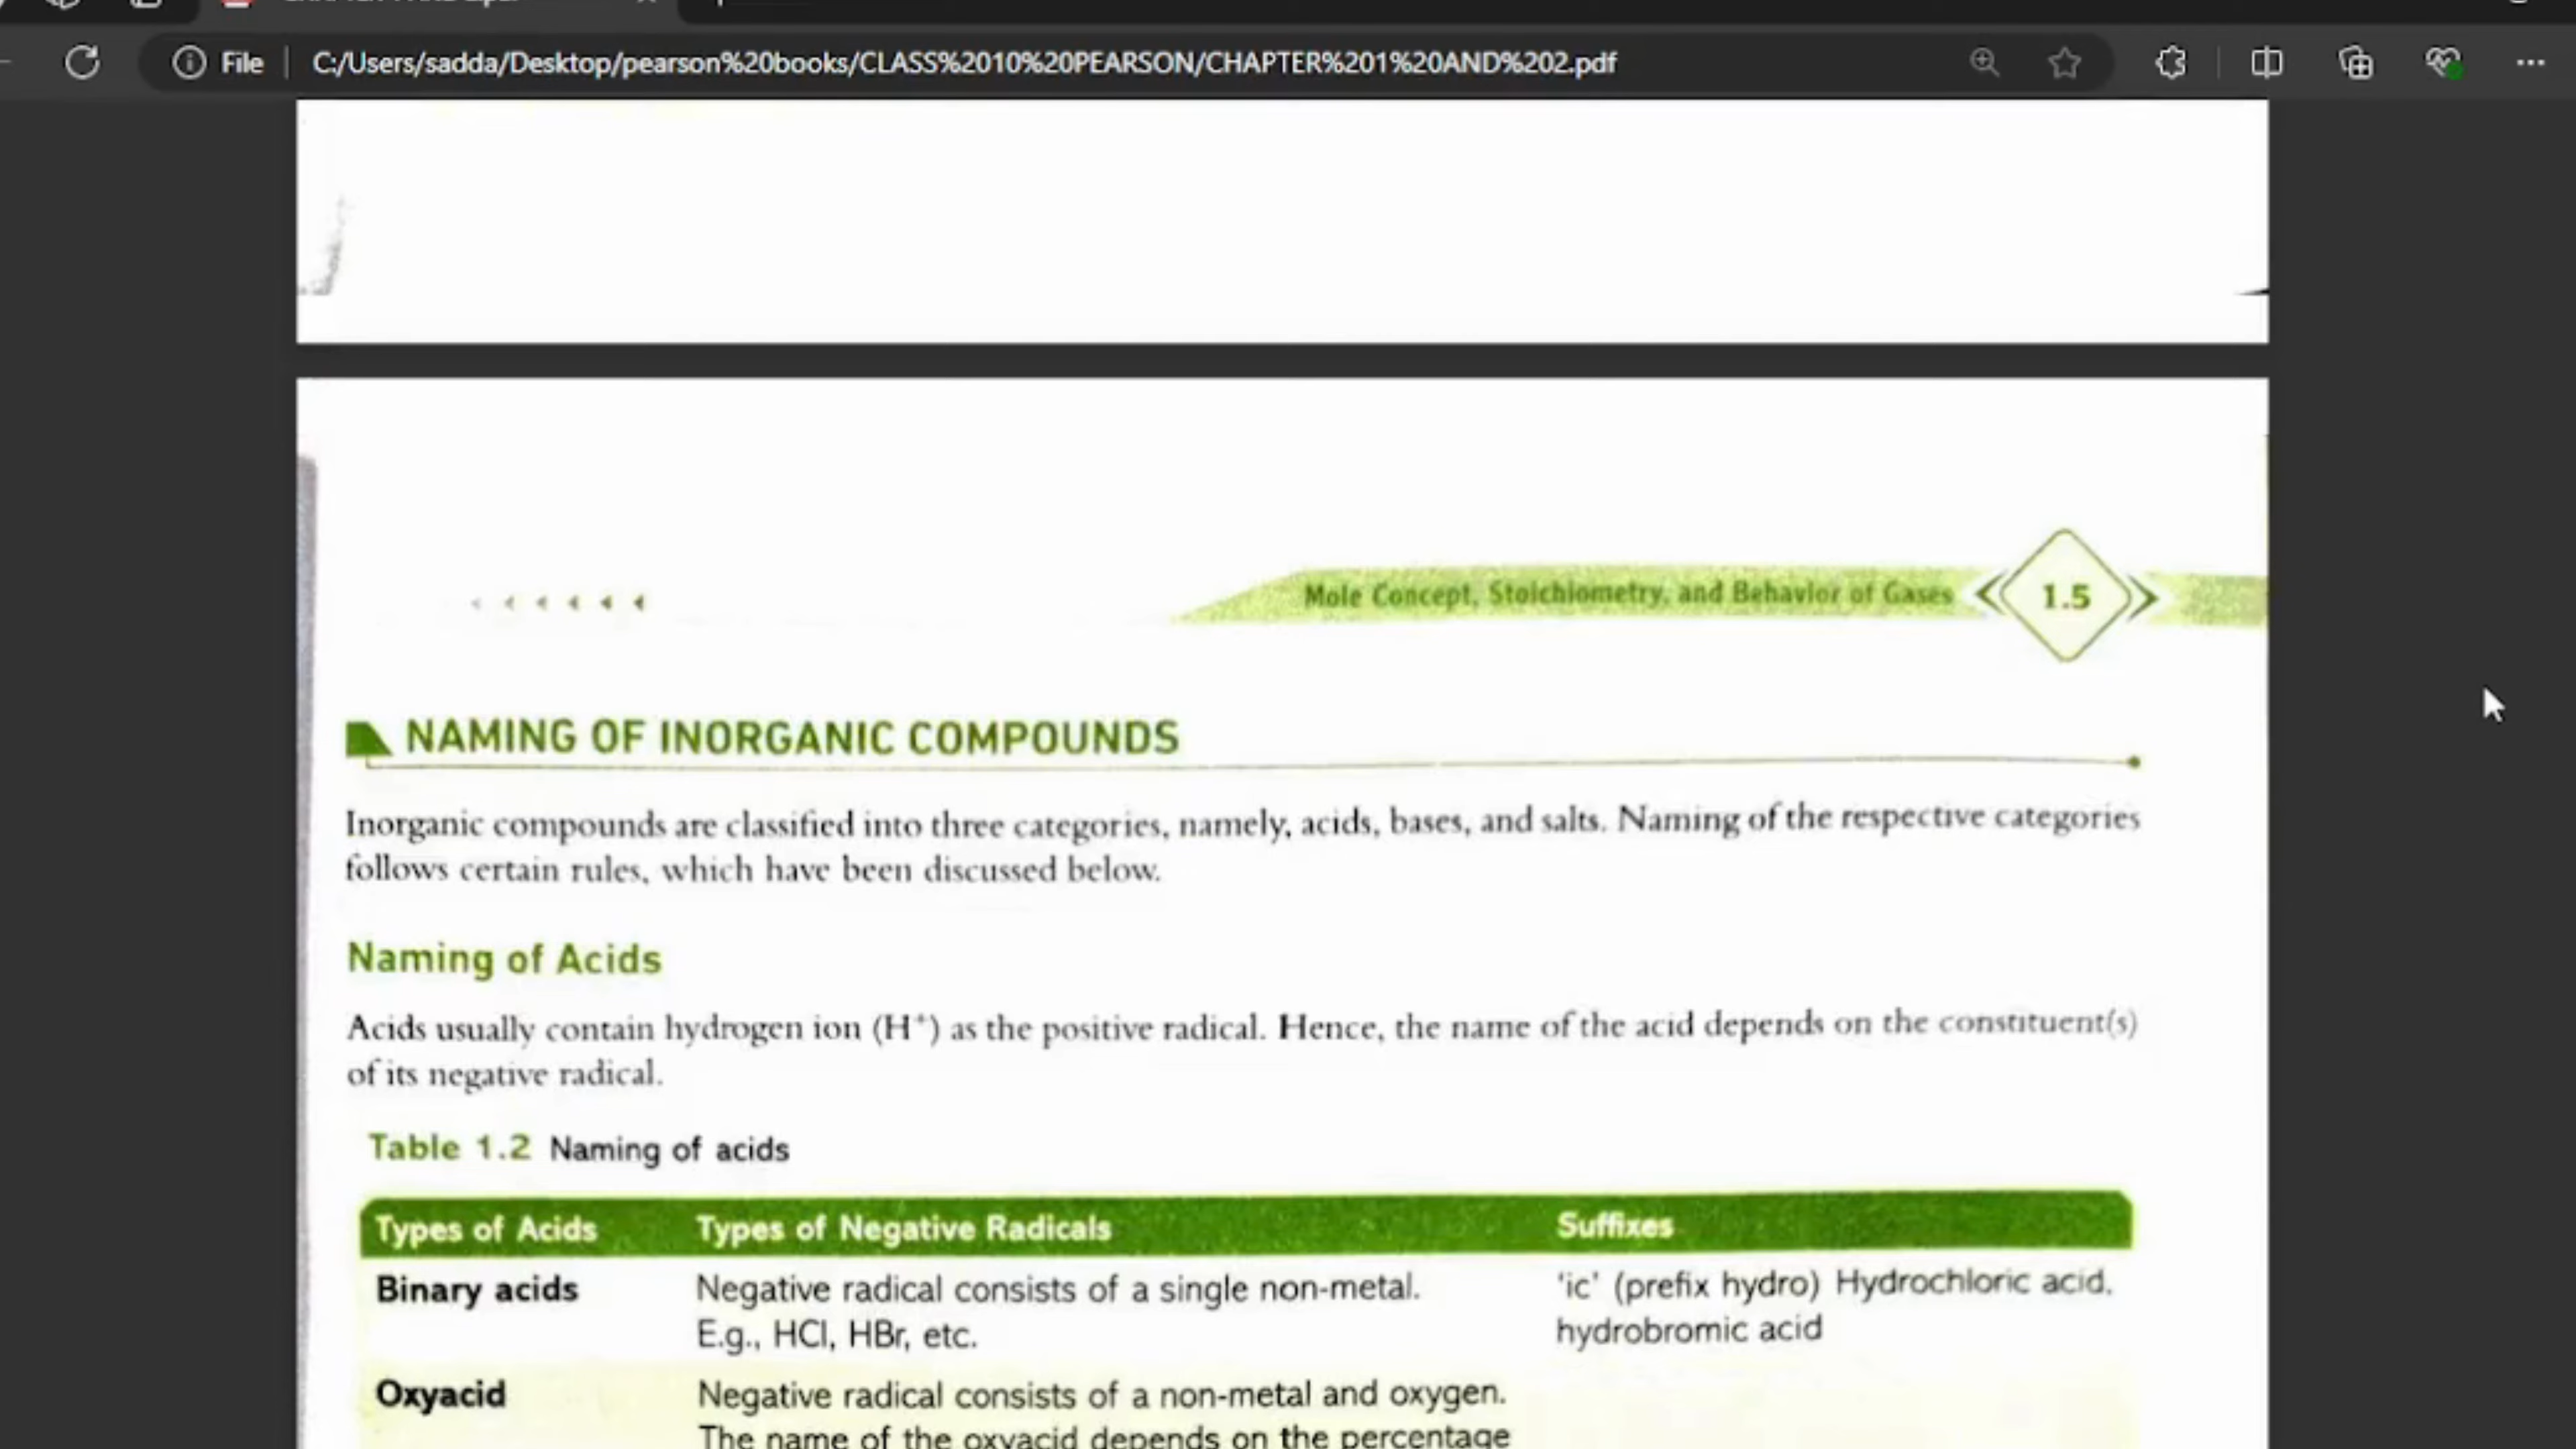 File
C:/Users/sadda/Desktop/pearson%20books/CLASS%2010%20PEARSON/CHAPTER%201%20AND%202.pdf
Mole Concept, Stoichiometry, and Behavior of Gases 1.5
NAMING OF INORGANIC COMPOUNDS
Inorganic compounds are classified into three categories, namely, acids, bases, and salts. Naming of the respective categories
follows certain rules, which have been discussed below.
Naming of Acids
Acids usually contain hydrogen ion (H⁺) as the positive radical. Hence, the name of the acid depends on the constituent(s)
of its negative radical.
Table 1.2 Naming of acids
Types of Acids Types of Negative Radicals Suffixes
Binary acids Negative radical consists of a single non-metal. 'ic' (prefix hydro) Hydrochloric acid,
E.g., HCl, HBr, etc. hydrobromic acid
Oxyacid Negative radical consists of a non-metal and oxygen.
The name of the oxyacid depends on the percentage